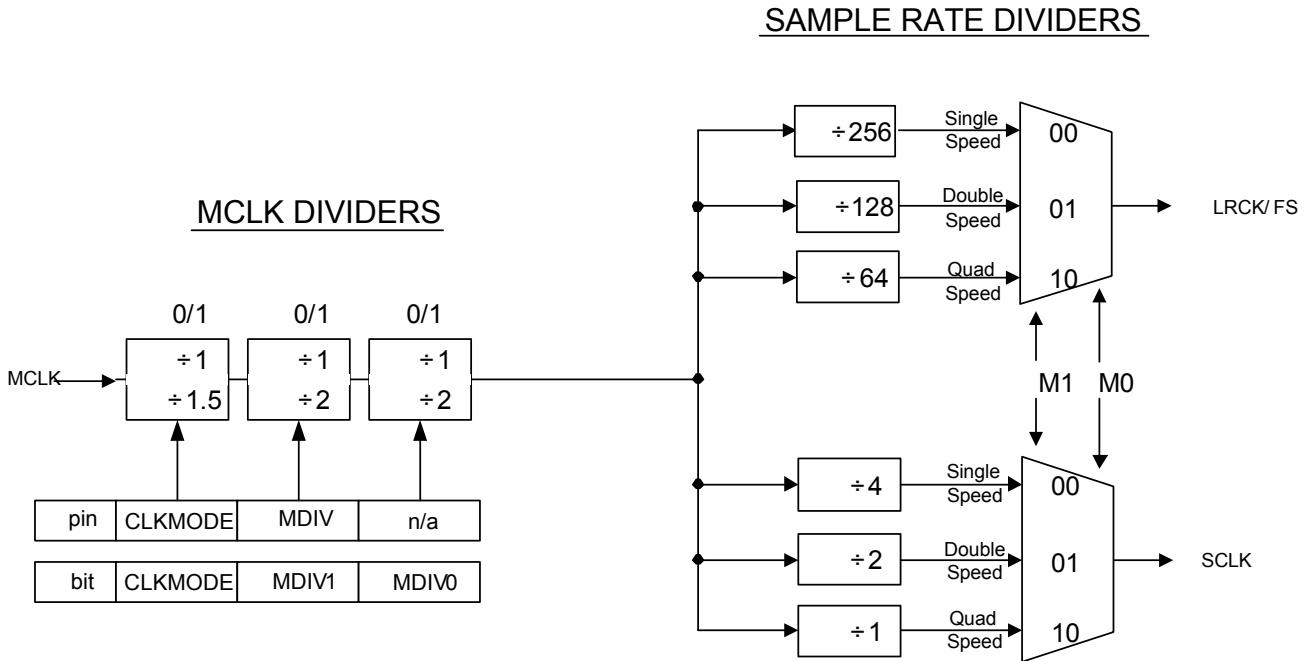 SAMPLE RATE DIVIDERS
MCLK DIVIDERS
0/1 0/1 0/1
MCLK
÷1 ÷1 ÷1
÷1.5 ÷2 ÷2
pin CLKMODE MDIV n/a
bit CLKMODE MDIV1 MDIV0
÷256 Single Speed 00
÷128 Double Speed 01
÷64 Quad Speed 10
LRCK/ FS
M1 M0
÷4 Single Speed 00
÷2 Double Speed 01
÷1 Quad Speed 10
SCLK